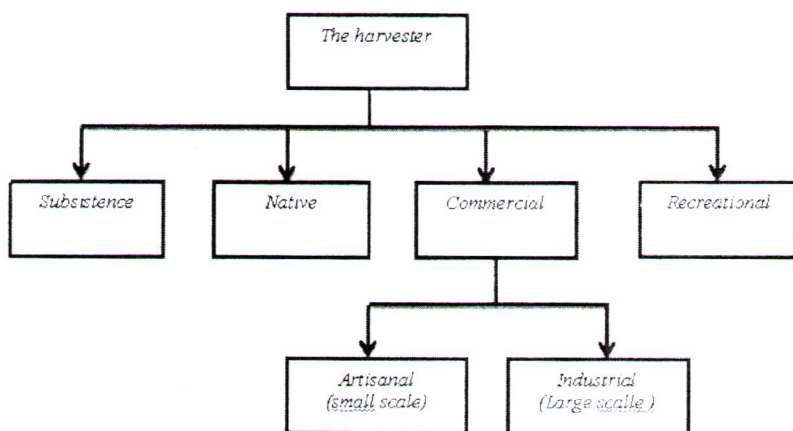 The harvester
Subsistence
Native
Commercial
Recreational
Artisanal
(small scale)
Industrial
(Large scalle )